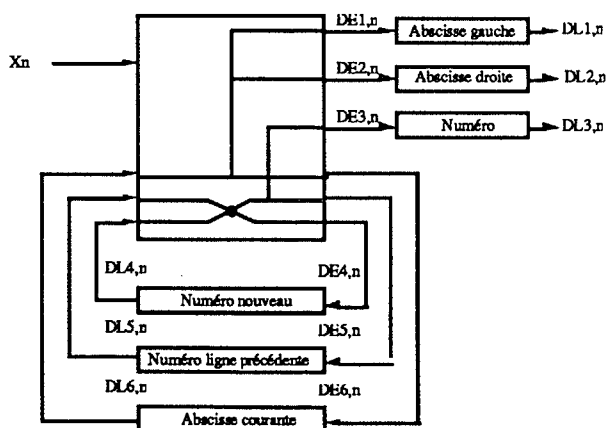 DE1,n
Abscisse gauche
DL1,n
Xn
DE2,n
Abscisse droite
DL2,n
DE3,n
Numéro
DL3,n
DL4,n
DE4,n
Numéro nouveau
DL5,n
DE5,n
Numéro ligne précédente
DL6,n
DE6,n
Abscisse courante